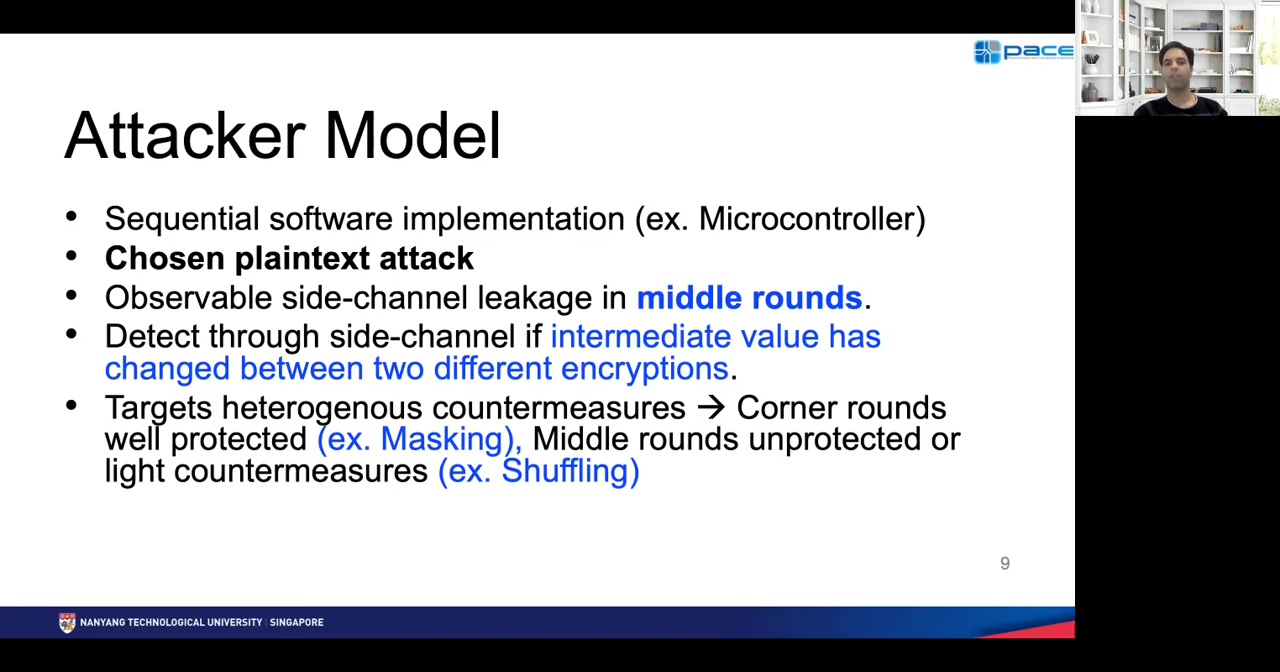 pace
Attacker Model
• Sequential software implementation (ex. Microcontroller)
• Chosen plaintext attack
• Observable side-channel leakage in middle rounds.
• Detect through side-channel if intermediate value has
changed between two different encryptions.
• Targets heterogenous countermeasures → Corner rounds
well protected (ex. Masking), Middle rounds unprotected or
light countermeasures (ex. Shuffling)
9
NANYANG TECHNOLOGICAL UNIVERSITY | SINGAPORE